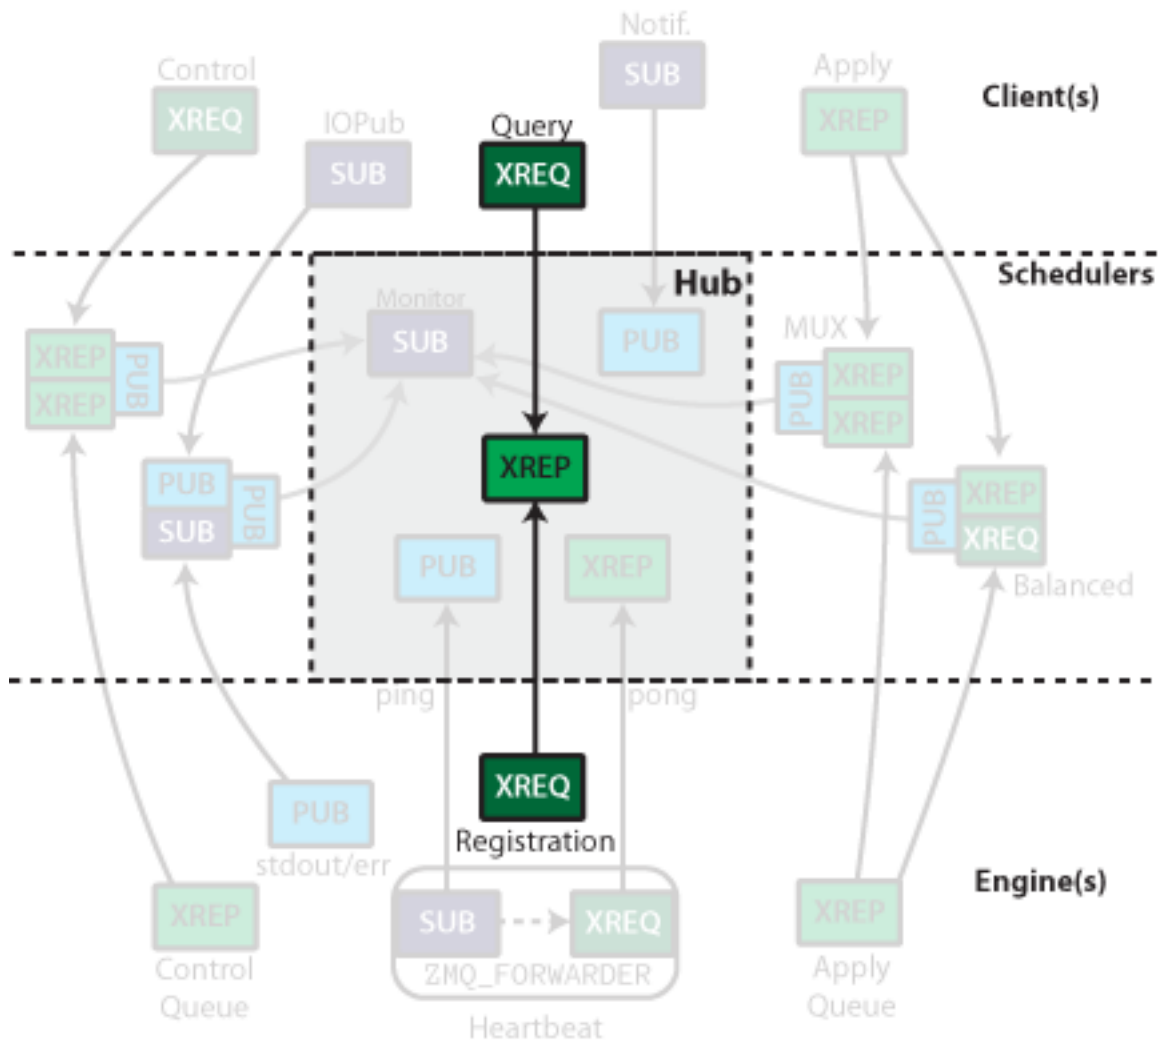 Notif.
SUB
Control
XREQ
Apply
XREP
Client(s)
IOPub
SUB
Query
XREQ
Schedulers
Hub
Monitor
SUB
PUB
MUX
XREP
XREP
PUB
XREP
XREP
PUB
XREP
PUB
SUB
PUB
XREP
XREQ
PUB
Balanced
PUB
XREP
ping
pong
XREQ
Registration
PUB
stdout/err
Engine(s)
XREP
Control
Queue
SUB
XREQ
ZMQ_FORWARDER
Heartbeat
XREP
Apply
Queue